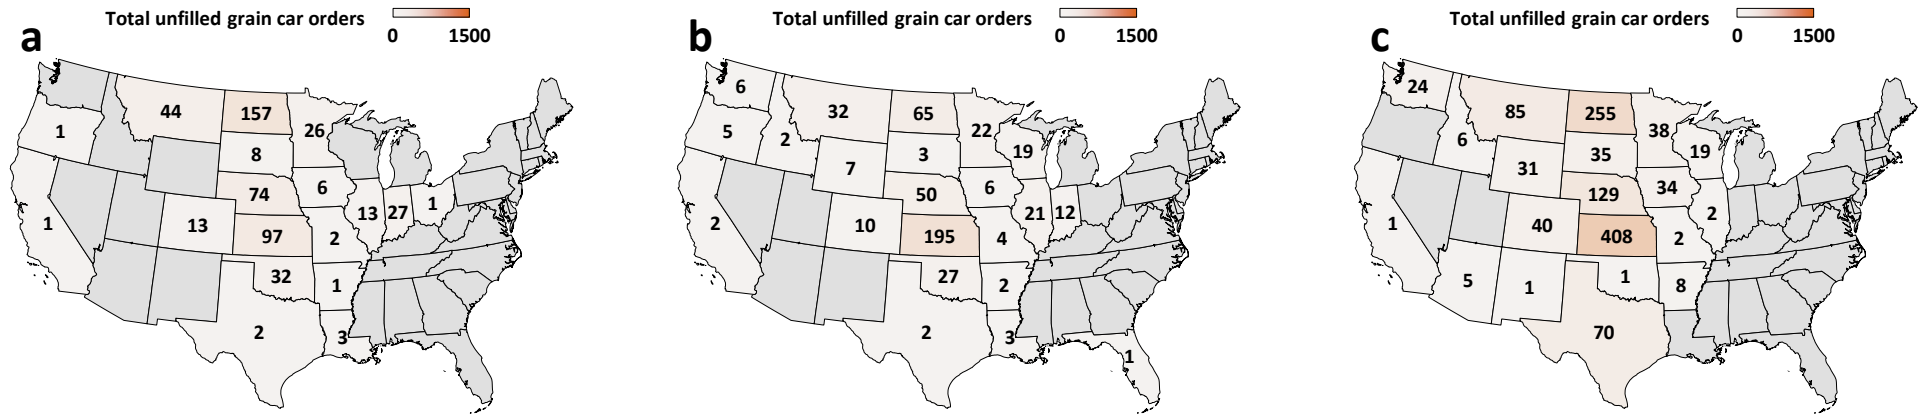 a
Total unfilled grain car orders
0 1500
44 157 26
1 8
74 6
1 13 97 2 13 27 1
32 1
2 3
b
Total unfilled grain car orders
0 1500
6 32 65 22
5 2 3 19
7 50 6
2 10 195 4 21 12
27 2
2 3 1
c
Total unfilled grain car orders
0 1500
24 85 255 38
6 31 35 19
129 34
1 40 408 2 2
5 1 1 8
70